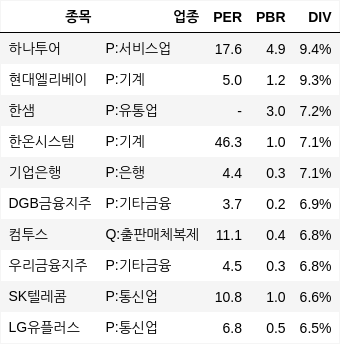 종목 업종 PER PBR DIV
하나투어 P:서비스업 17.6 4.9 9.4%
현대엘리베이 P:기계 5.0 1.2 9.3%
한샘 P:유통업 - 3.0 7.2%
한온시스템 P:기계 46.3 1.0 7.1%
기업은행 P:은행 4.4 0.3 7.1%
DGB금융지주 P:기타금융 3.7 0.2 6.9%
컴투스 Q:출판매체복제 11.1 0.4 6.8%
우리금융지주 P:기타금융 4.5 0.3 6.8%
SK텔레콤 P:통신업 10.8 1.0 6.6%
LG유플러스 P:통신업 6.8 0.5 6.5%